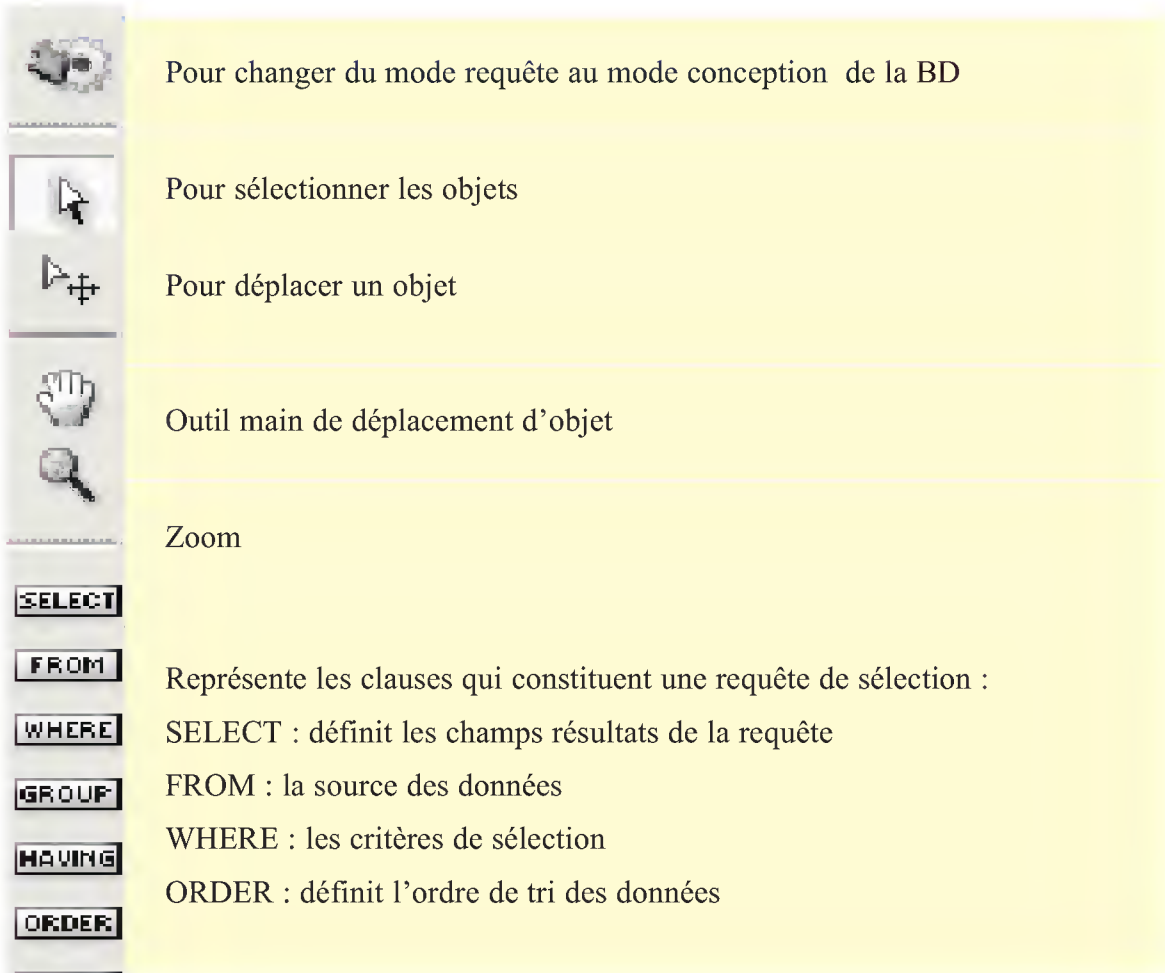 Pour changer du mode requête au mode conception de la BD
Pour sélectionner les objets
Pour déplacer un objet
Outil main de déplacement d’objet
Zoom
SELECT
FROM
WHERE
GROUP
HAVING
ORDER
Représente les clauses qui constituent une requête de sélection :
SELECT : définit les champs résultats de la requête
FROM : la source des données
WHERE : les critères de sélection
ORDER : définit l’ordre de tri des données